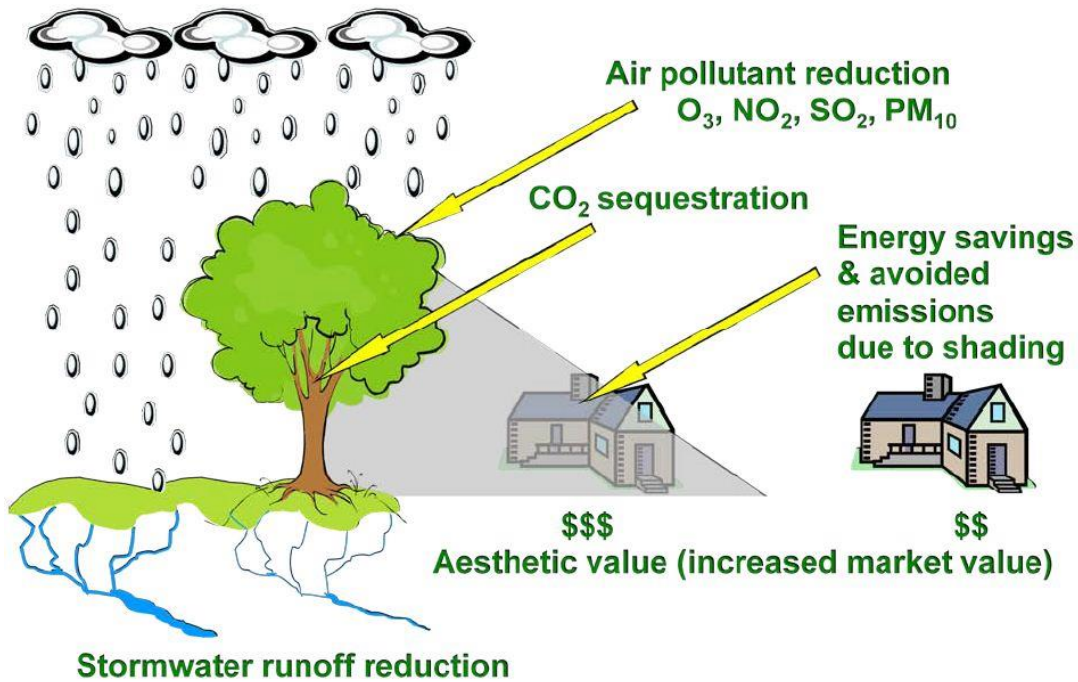 Air pollutant reduction
O₃, NO₂, SO₂, PM₁₀
CO₂ sequestration
Energy savings
& avoided
emissions
due to shading
$$$ $$
Aesthetic value (increased market value)
Stormwater runoff reduction